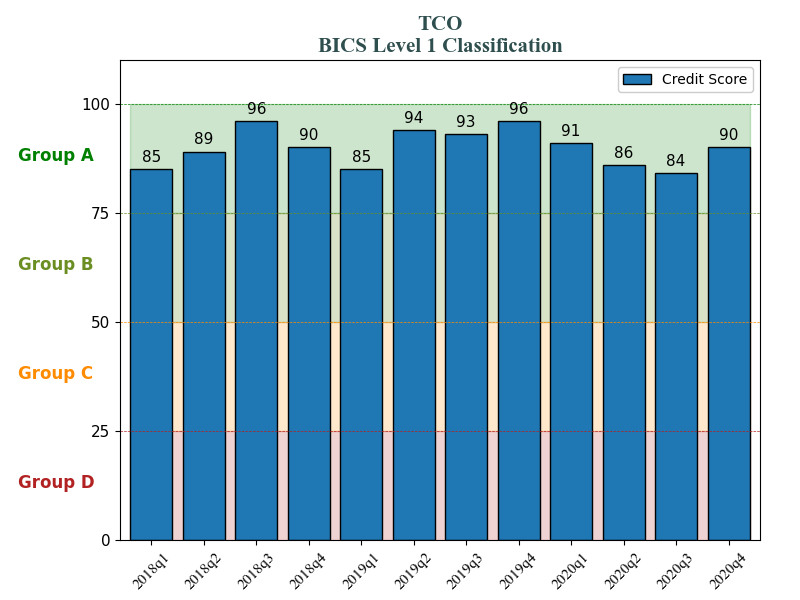 TCO
BICS Level 1 Classification
Credit Score
100
75
50
25
0
Group A
Group B
Group C
Group D
85
89
96
90
85
94
93
96
91
86
84
90
2018q1
2018q2
2018q3
2018q4
2019q1
2019q2
2019q3
2019q4
2020q1
2020q2
2020q3
2020q4